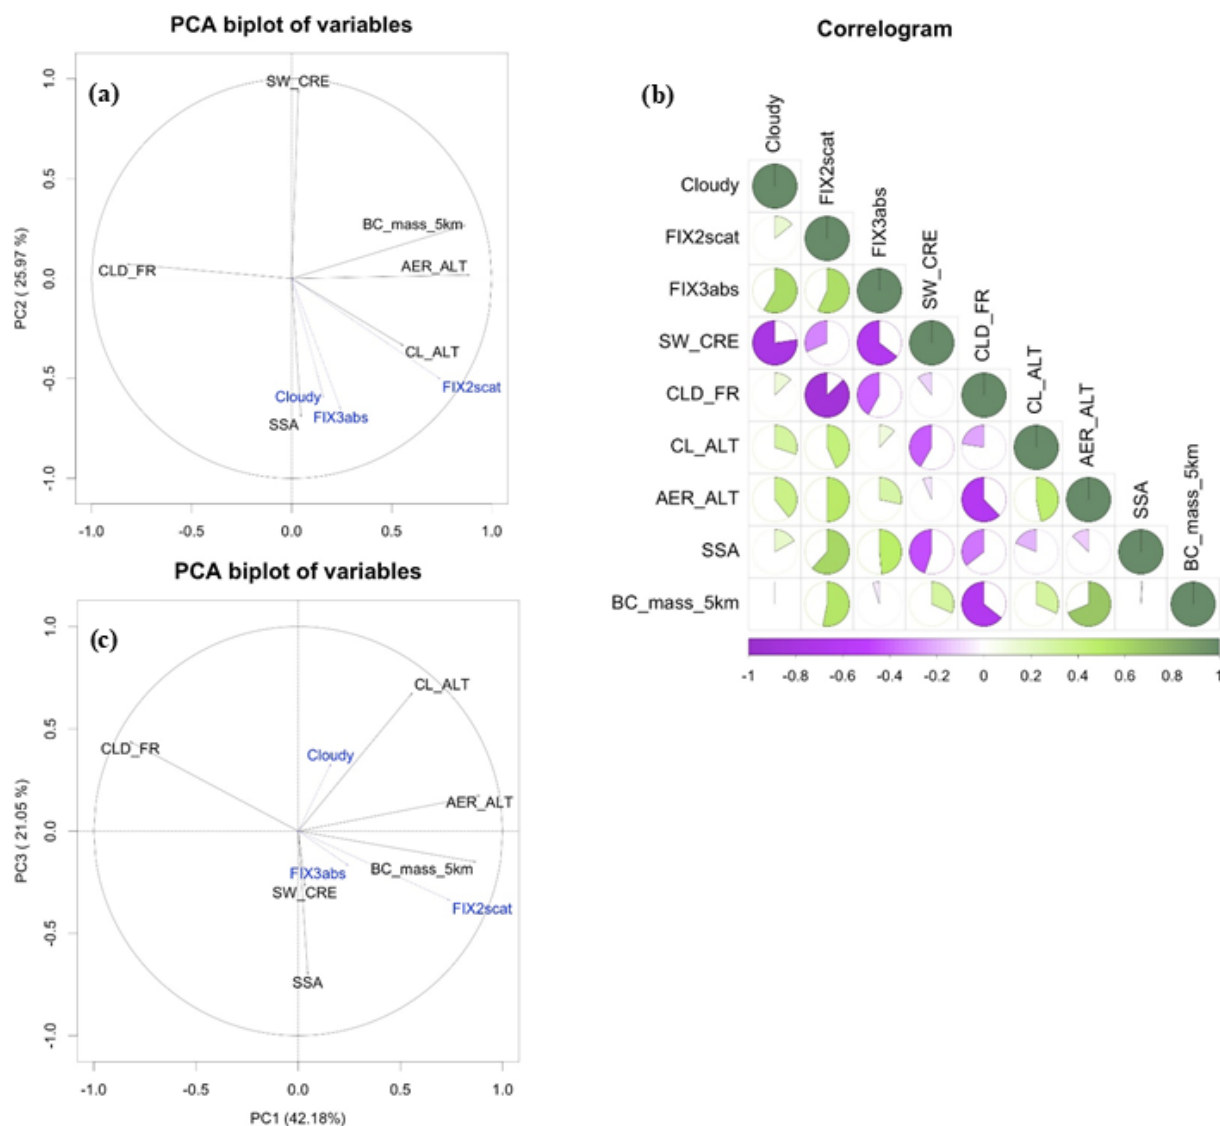 PCA biplot of variables
(a)
1.0
0.5
0.0
-0.5
-1.0
PC2 ( 25.97 %)
SW_CRE
BC_mass_5km
AER_ALT
CLD_FR
CL_ALT
FIX2scat
Cloudy
FIX3abs
SSA
-1.0 -0.5 0.0 0.5 1.0
Correlogram
(b)
Cloudy
FIX2scat
FIX3abs
SW_CRE
CLD_FR
CL_ALT
AER_ALT
SSA
BC_mass_5km
Cloudy
FIX2scat
FIX3abs
SW_CRE
CLD_FR
CL_ALT
AER_ALT
SSA
BC_mass_5km
-1 -0.8 -0.6 -0.4 -0.2 0 0.2 0.4 0.6 0.8 1
PCA biplot of variables
(c)
1.0
0.5
0.0
-0.5
-1.0
PC3 ( 21.05 %)
CL_ALT
CLD_FR
Cloudy
AER_ALT
FIX3abs
BC_mass_5km
SW_CRE
FIX2scat
SSA
-1.0 -0.5 0.0 0.5 1.0
PC1 (42.18%)